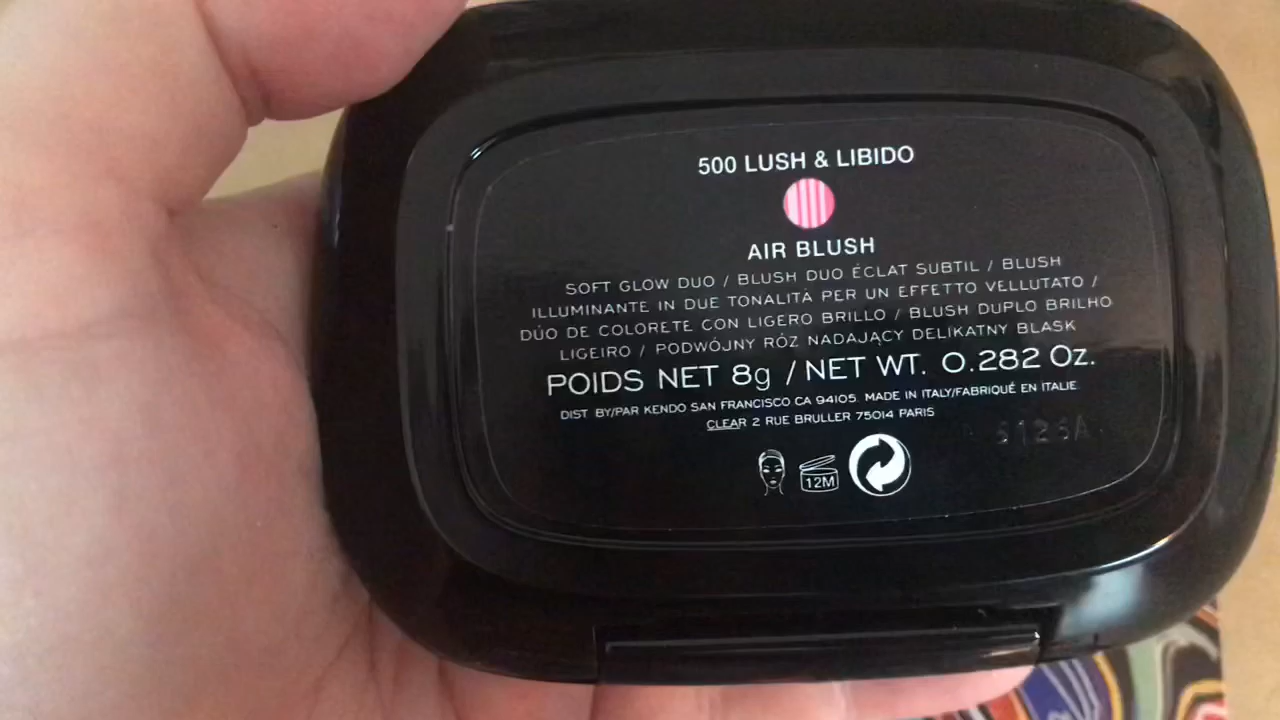 500 LUSH & LIBIDO
AIR BLUSH
SOFT GLOW DUO / BLUSH DUO ÉCLAT SUBTIL / BLUSH
ILLUMINANTE IN DUE TONALITÀ PER UN EFFETTO VELLUTATO /
DÚO DE COLORETE CON LIGERO BRILLO / BLUSH DUPLO BRILHO
LIGEIRO / PODWÓJNY RÓZ NADAJĄCY DELIKATNY BLASK
POIDS NET 8g / NET WT. 0.282 Oz.
DIST BY/PAR KENDO SAN FRANCISCO CA 94105. MADE IN ITALY/FABRIQUÉ EN ITALIE.
CLEAR 2 RUE BRULLER 75014 PARIS
12M